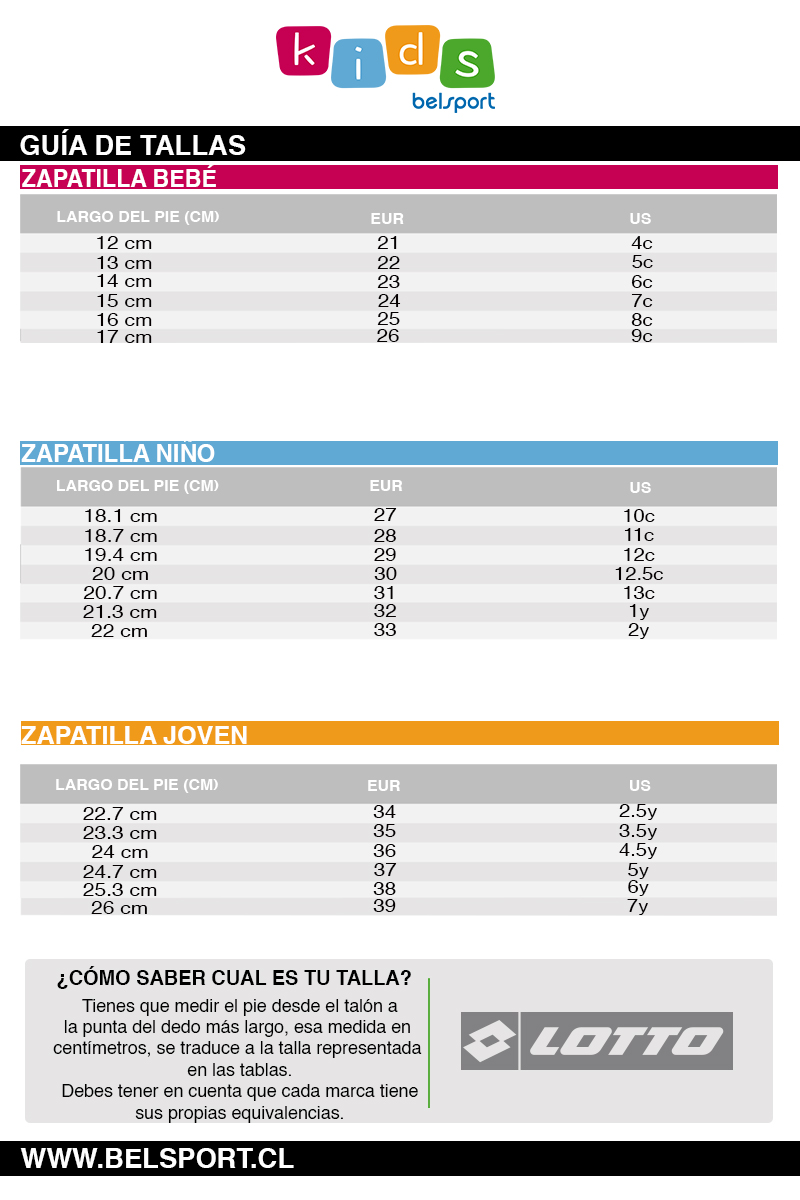 kids
belsport
GUÍA DE TALLAS
ZAPATILLA BEBÉ
LARGO DEL PIE (CM) EUR US
12 cm 21 4c
13 cm 22 5c
14 cm 23 6c
15 cm 24 7c
16 cm 25 8c
17 cm 26 9c
ZAPATILLA NIÑO
LARGO DEL PIE (CM) EUR US
18.1 cm 27 10c
18.7 cm 28 11c
19.4 cm 29 12c
20 cm 30 12.5c
20.7 cm 31 13c
21.3 cm 32 1y
22 cm 33 2y
ZAPATILLA JOVEN
LARGO DEL PIE (CM) EUR US
22.7 cm 34 2.5y
23.3 cm 35 3.5y
24 cm 36 4.5y
24.7 cm 37 5y
25.3 cm 38 6y
26 cm 39 7y
¿CÓMO SABER CUAL ES TU TALLA?
Tienes que medir el pie desde el talón a
la punta del dedo más largo, esa medida en
centímetros, se traduce a la talla representada
en las tablas.
Debes tener en cuenta que cada marca tiene
sus propias equivalencias.
LOTTO
WWW.BELSPORT.CL